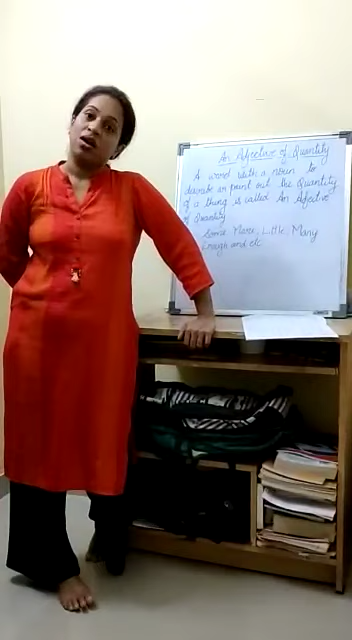 An Adjective of Quantity
A word with a noun to
describe or point out the Quantity
of a thing is called An Adjective
of Quantity
Some, More, Little, Many
Enough and etc